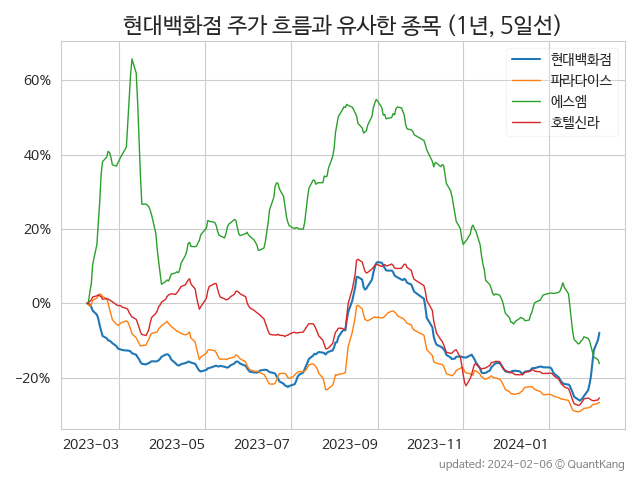 현대백화점 주가 흐름과 유사한 종목 (1년, 5일선)
현대백화점
파라다이스
에스엠
호텔신라
60%
40%
20%
0%
−20%
2023-03 2023-05 2023-07 2023-09 2023-11 2024-01
updated: 2024-02-06 © QuantKang